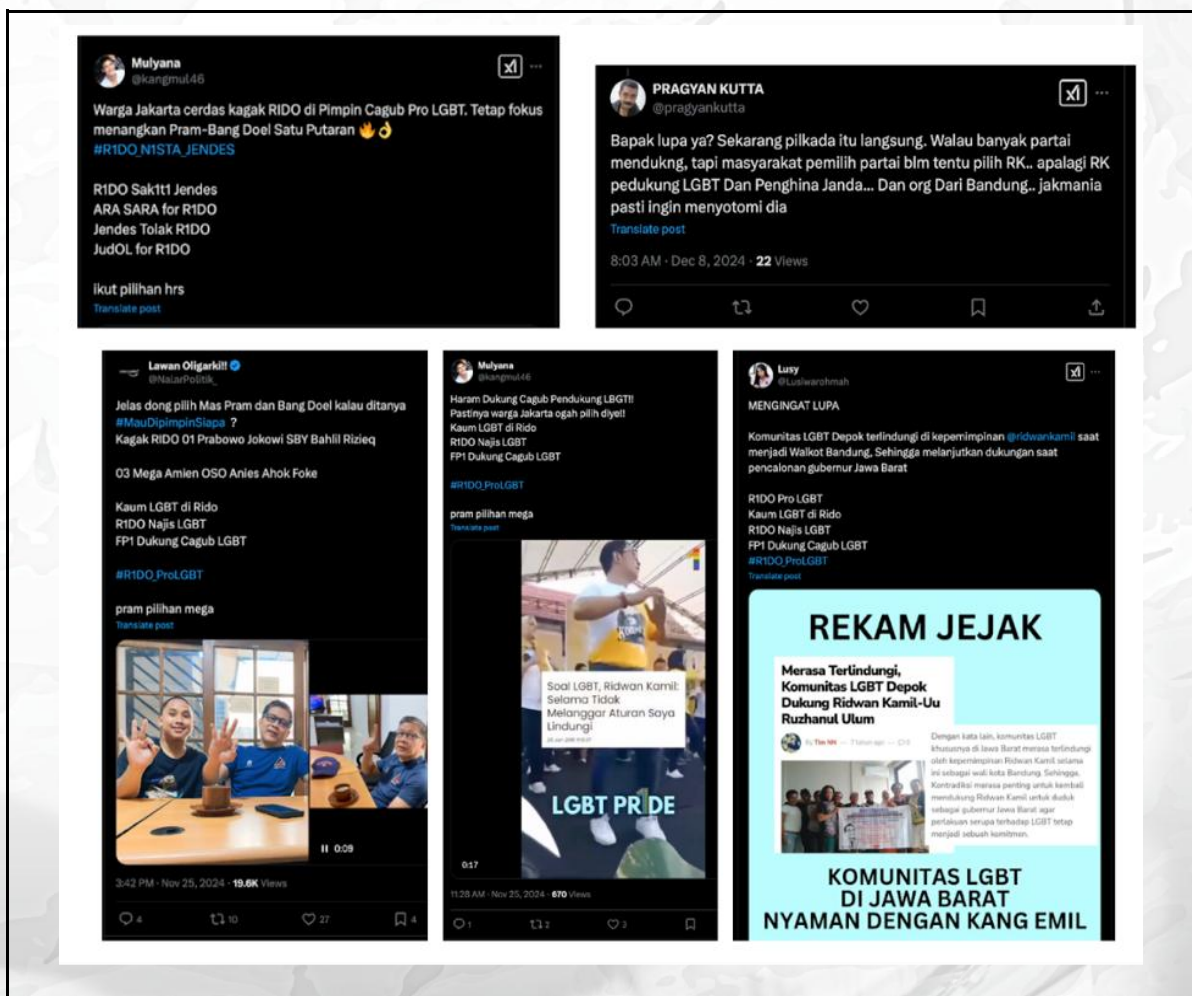 Mulyana
@kangmul46
Warga Jakarta cerdas kagak RIDO di Pimpin Cagub Pro LGBT. Tetap fokus
menangkan Pram-Bang Doel Satu Putaran 🔥👌
#R1DO_N1STA_JENDES
R1DO Sak1t1 Jendes
ARA SARA for R1DO
Jendes Tolak R1DO
JudOL for R1DO
ikut pilihan hrs
Translate post
PRAGYAN KUTTA
@pragyankutta
Bapak lupa ya? Sekarang pilkada itu langsung. Walau banyak partai
mendukng, tapi masyarakat pemilih partai blm tentu pilih RK.. apalagi RK
pedukung LGBT Dan Penghina Janda... Dan org Dari Bandung.. jakmania
pasti ingin menyotomi dia
Translate post
8:03 AM · Dec 8, 2024 · 22 Views
Lawan Oligarki!!
@NalarPolitik_
Jelas dong pilih Mas Pram dan Bang Doel kalau ditanya
#MauDipimpinSiapa ?
Kagak RIDO 01 Prabowo Jokowi SBY Bahlil Rizieq
03 Mega Amien OSO Anies Ahok Foke
Kaum LGBT di Rido
R1DO Najis LGBT
FP1 Dukung Cagub LGBT
#R1DO_ProLGBT
pram pilihan mega
Translate post
0:09
3:42 PM · Nov 25, 2024 · 19.6K Views
4
10
27
4
Mulyana
@kangmul46
Haram Dukung Cagub Pendukung LBGT!!
Pastinya warga Jakarta ogah pilih diye!!
Kaum LGBT di Rido
R1DO Najis LGBT
FP1 Dukung Cagub LGBT
#R1DO_ProLGBT
pram pilihan mega
Translate post
Soal LGBT, Ridwan Kamil:
Selama Tidak
Melanggar Aturan Saya
Lindungi
LGBT PRIDE
0:17
11:28 AM · Nov 25, 2024 · 670 Views
1
2
3
Lusy
@Lusiwarohmah
MENGINGAT LUPA
Komunitas LGBT Depok terlindungi di kepemimpinan @ridwankamil saat
menjadi Walkot Bandung, Sehingga melanjutkan dukungan saat
pencalonan gubernur Jawa Barat
R1DO Pro LGBT
Kaum LGBT di Rido
R1DO Najis LGBT
FP1 Dukung Cagub LGBT
#R1DO_ProLGBT
Translate post
REKAM JEJAK
Merasa Terlindungi,
Komunitas LGBT Depok
Dukung Ridwan Kamil-Uu
Ruzhanul Ulum
By Tim NN
Dengan kata lain, komunitas LGBT
khususnya di Jawa Barat merasa terlindungi
oleh kepemimpinan Ridwan Kamil selama
ini sebagai wali kota Bandung. Sehingga,
Kontradiksi merasa penting untuk kembali
mendukung Ridwan Kamil untuk duduk
sebagai gubernur Jawa Barat agar
perlakuan serupa terhadap LGBT tetap
menjadi sebuah komitmen.
KOMUNITAS LGBT
DI JAWA BARAT
NYAMAN DENGAN KANG EMIL